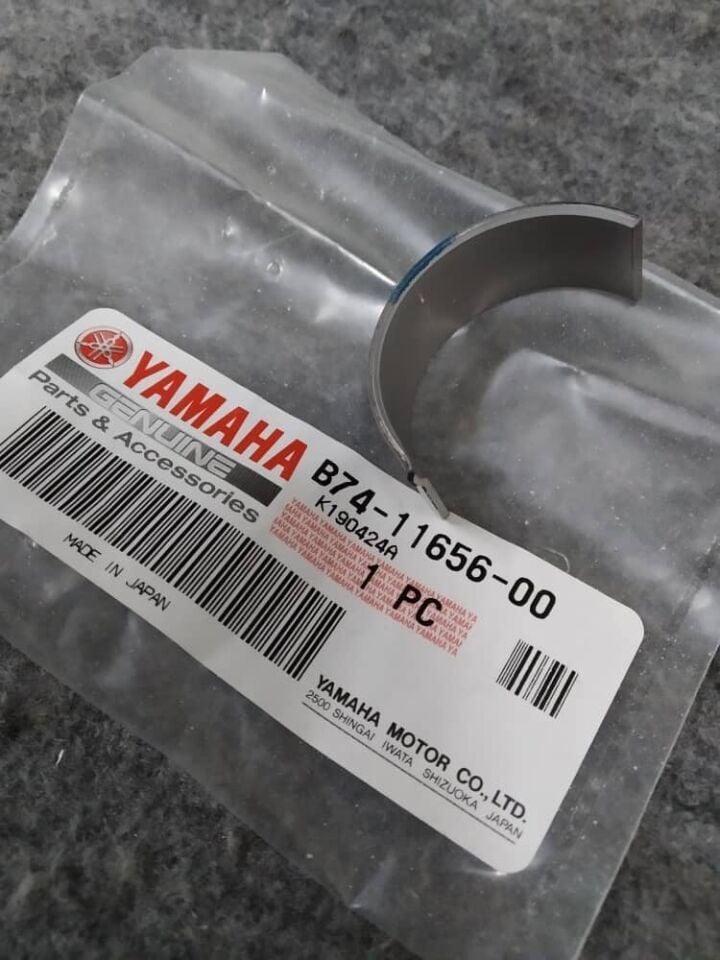 YAMAHA
GENUINE
Parts & Accessories
B74-11656-00
K190424A
1 PC
MADE IN JAPAN
YAMAHA MOTOR CO., LTD.
2500 SHINGAI IWATA SHIZUOKA JAPAN